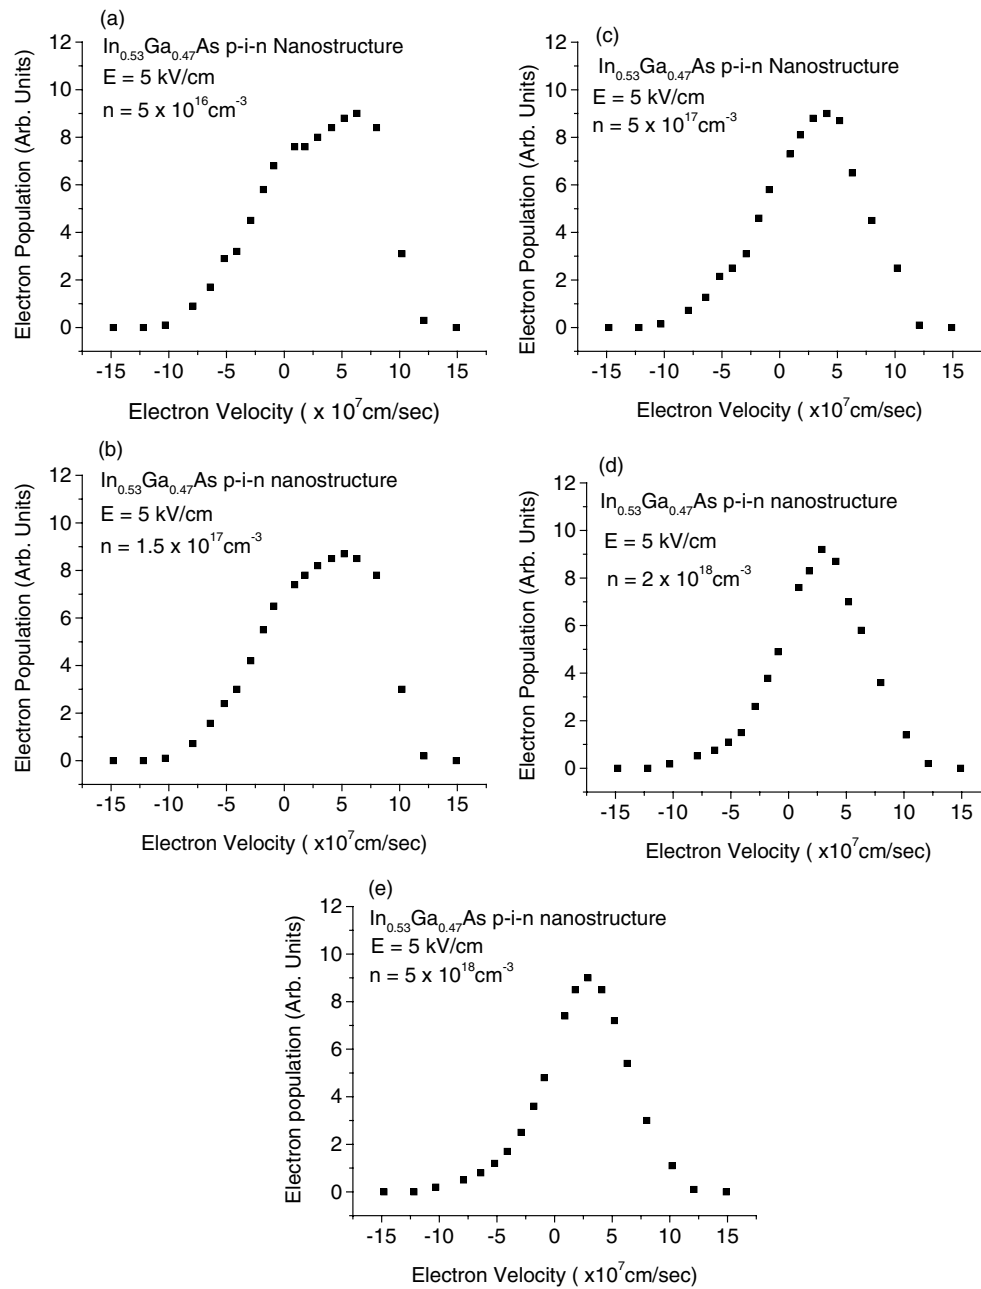 (a)
In0.53Ga0.47As p-i-n Nanostructure
E = 5 kV/cm
n = 5 x 10^16cm^-3
Electron Population (Arb. Units)
12
10
8
6
4
2
0
-15 -10 -5 0 5 10 15
Electron Velocity ( x 10^7cm/sec)
(c)
In0.53Ga0.47As p-i-n Nanostructure
E = 5 kV/cm
n = 5 x 10^17cm^-3
Electron Population (Arb. Units)
12
10
8
6
4
2
0
-15 -10 -5 0 5 10 15
Electron Velocity ( x10^7cm/sec)
(b)
In0.53Ga0.47As p-i-n nanostructure
E = 5 kV/cm
n = 1.5 x 10^17cm^-3
Electron Population (Arb. Units)
12
10
8
6
4
2
0
-15 -10 -5 0 5 10 15
Electron Velocity ( x10^7cm/sec)
(d)
In0.53Ga0.47As p-i-n nanostructure
E = 5 kV/cm
n = 2 x 10^18cm^-3
Electron Population (Arb. Units)
12
10
8
6
4
2
0
-15 -10 -5 0 5 10 15
Electron Velocity ( x10^7cm/sec)
(e)
In0.53Ga0.47As p-i-n nanostructure
E = 5 kV/cm
n = 5 x 10^18cm^-3
Electron population (Arb. Units)
12
10
8
6
4
2
0
-15 -10 -5 0 5 10 15
Electron Velocity ( x10^7cm/sec)